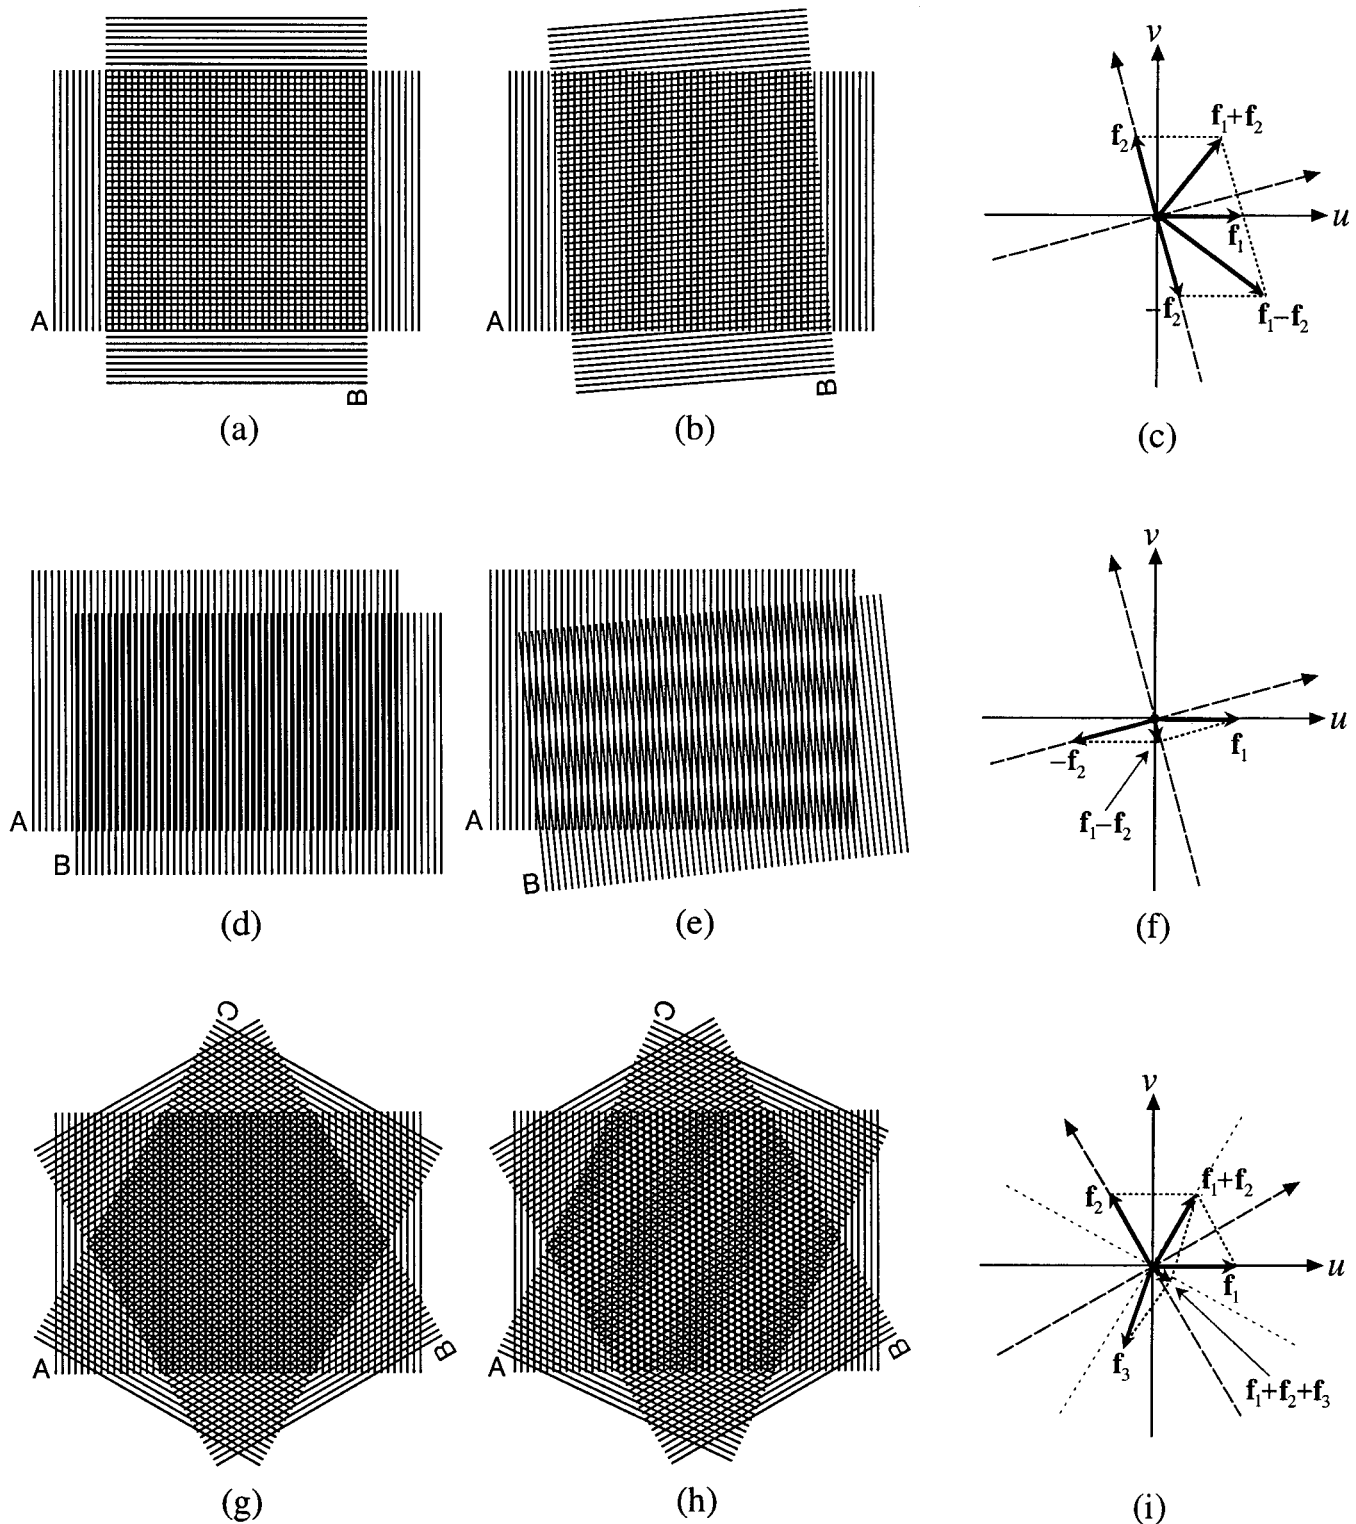 A
B
(a)
A
B
(b)
v
f₂
f₁+f₂
u
f₁
−f₂
f₁−f₂
(c)
A
B
(d)
A
B
(e)
v
u
−f₂
f₁
f₁−f₂
(f)
C
A
B
(g)
C
A
B
(h)
v
f₂
f₁+f₂
u
f₁
f₃
f₁+f₂+f₃
(i)